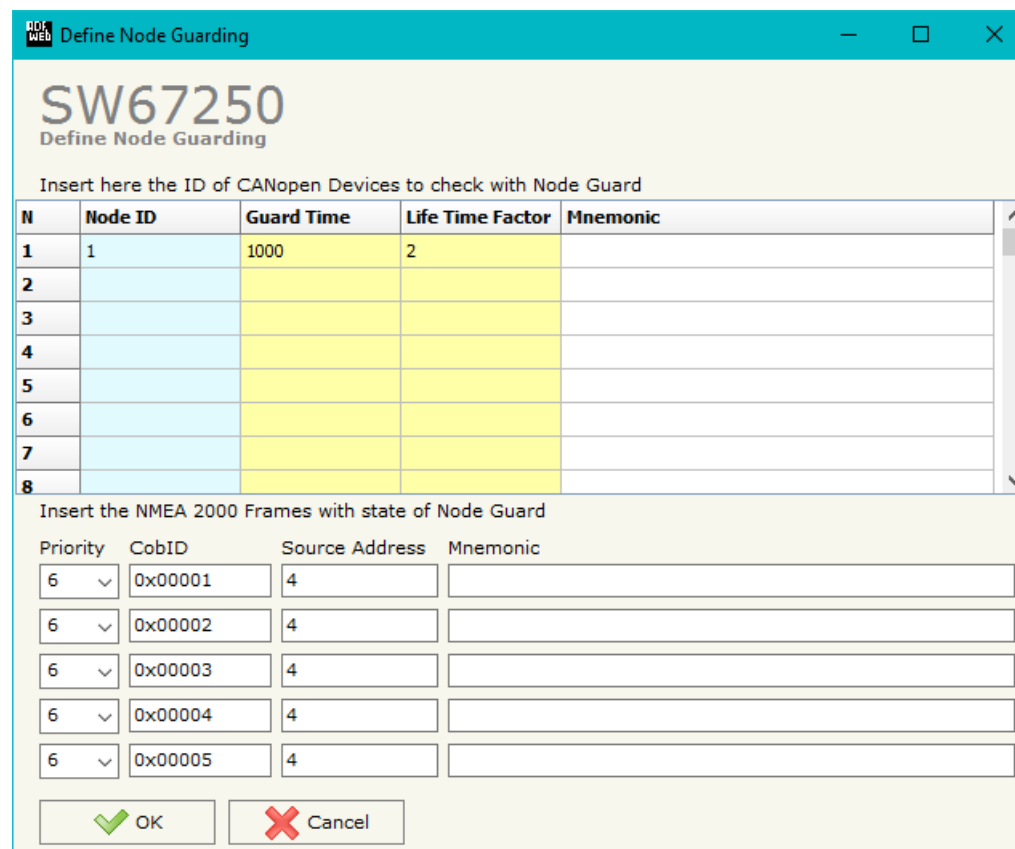 ADF WEB Define Node Guarding
SW67250
Define Node Guarding
Insert here the ID of CANopen Devices to check with Node Guard
N Node ID Guard Time Life Time Factor Mnemonic
1 1 1000 2
2
3
4
5
6
7
8
Insert the NMEA 2000 Frames with state of Node Guard
Priority CobID Source Address Mnemonic
6 0x00001 4
6 0x00002 4
6 0x00003 4
6 0x00004 4
6 0x00005 4
OK Cancel